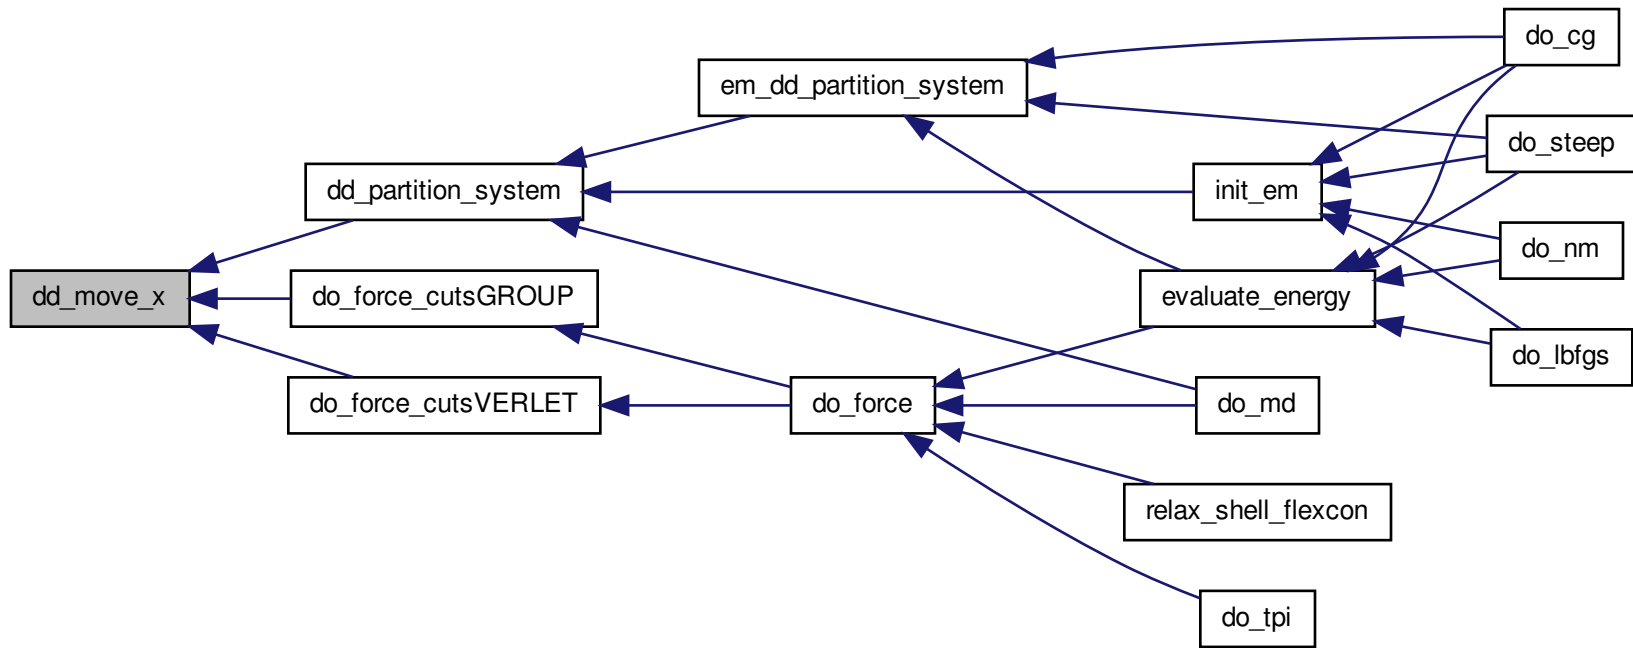 do_cg
em_dd_partition_system
do_steep
dd_partition_system
init_em
do_nm
dd_move_x
do_force_cutsGROUP
evaluate_energy
do_lbfgs
do_force_cutsVERLET
do_force
do_md
relax_shell_flexcon
do_tpi